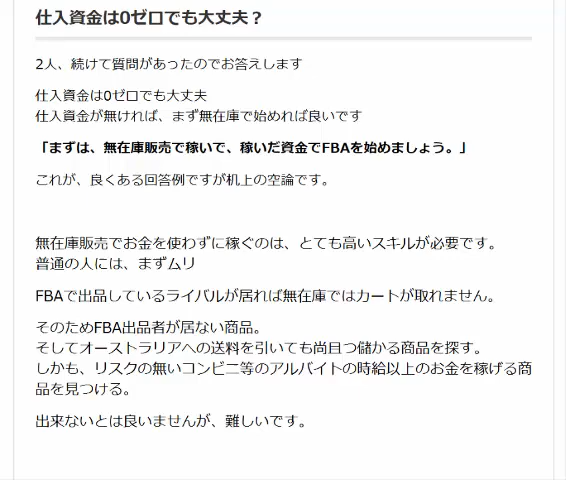 仕入資金は0ゼロでも大丈夫？
2人、続けて質問があったのでお答えします
仕入資金は0ゼロでも大丈夫
仕入資金が無ければ、まず無在庫で始めれば良いです
「まずは、無在庫販売で稼いで、稼いだ資金でFBAを始めましょう。」
これが、良くある回答例ですが机上の空論です。
無在庫販売でお金を使わずに稼ぐのは、とても高いスキルが必要です。
普通の人には、まずムリ
FBAで出品しているライバルが居れば無在庫ではカートが取れません。
そのためFBA出品者が居ない商品。
そしてオーストラリアへの送料を引いても尚且つ儲かる商品を探す。
しかも、リスクの無いコンビニ等のアルバイトの時給以上のお金を稼げる商
品を見つける。
出来ないとは良いませんが、難しいです。